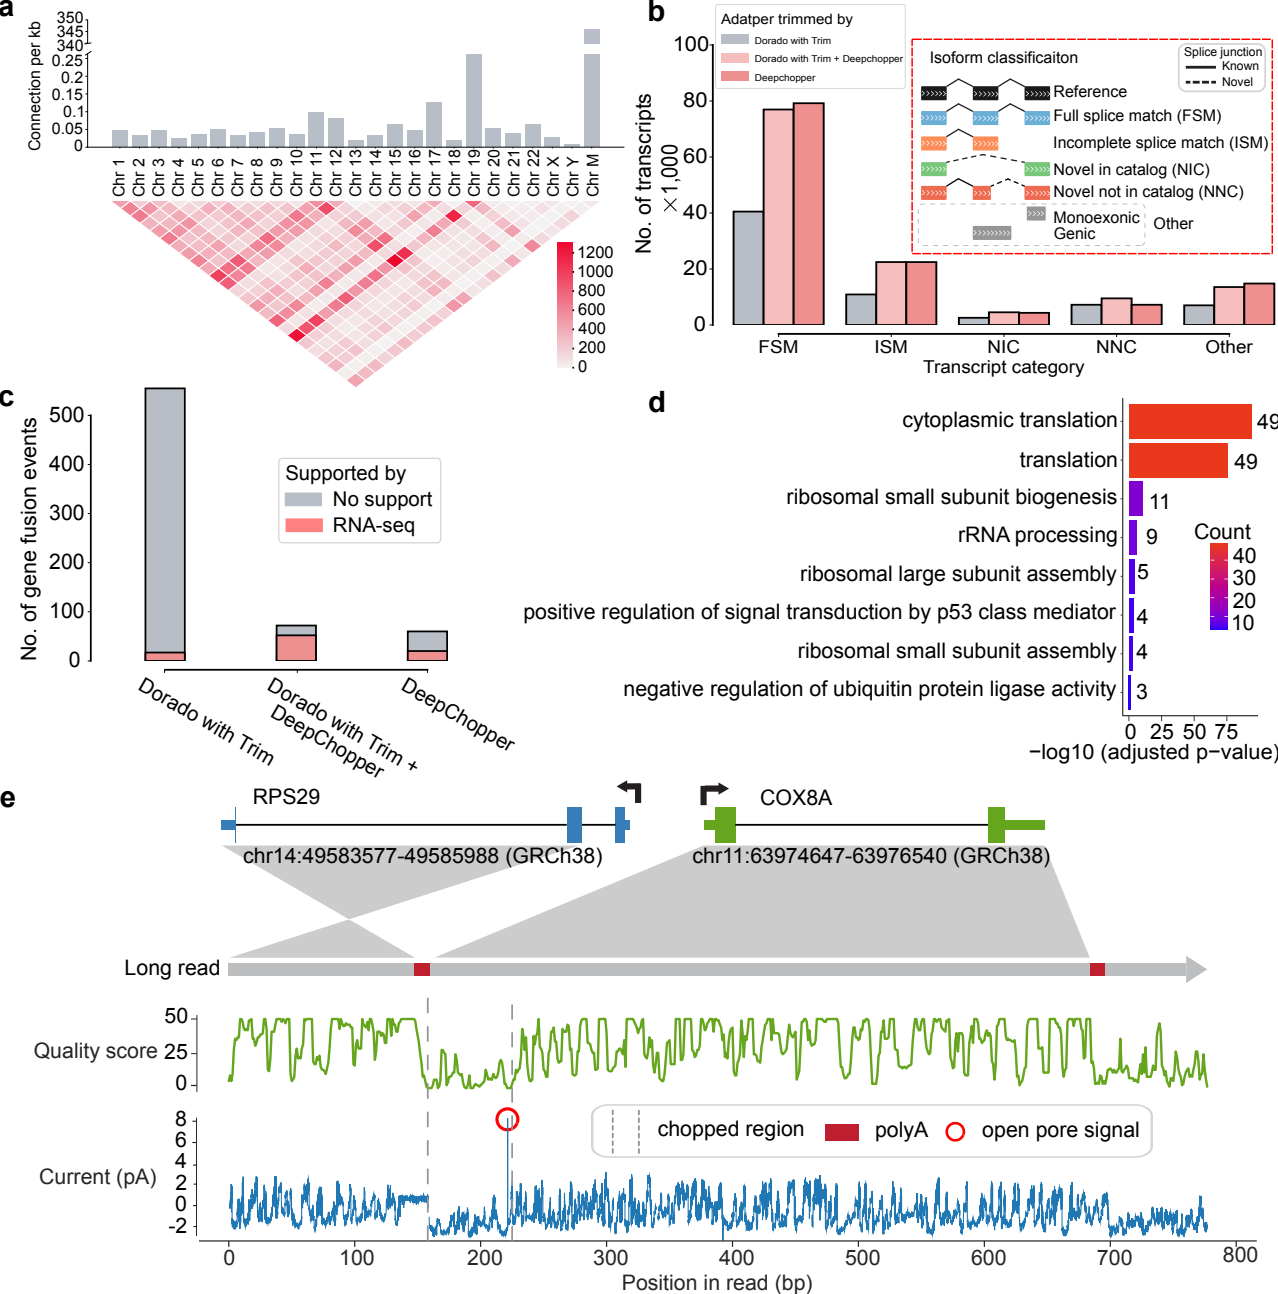 a
Connection per kb
350
345
340
0.25
0.2
0.15
0.1
0.05
0
Chr 1
Chr 2
Chr 3
Chr 4
Chr 5
Chr 6
Chr 7
Chr 8
Chr 9
Chr 10
Chr 11
Chr 12
Chr 13
Chr 14
Chr 15
Chr 16
Chr 17
Chr 18
Chr 19
Chr 20
Chr 21
Chr 22
Chr X
Chr Y
Chr M
1200
1000
800
600
400
200
0
b
Adatper trimmed by
Dorado with Trim
Dorado with Trim + Deepchopper
Deepchopper
No. of transcripts
×1,000
100
80
60
40
20
0
FSM
ISM
NIC
NNC
Other
Transcript category
Isoform classificaiton
Splice junction
Known
Novel
Reference
Full splice match (FSM)
Incomplete splice match (ISM)
Novel in catalog (NIC)
Novel not in catalog (NNC)
Monoexonic
Genic
Other
c
No. of gene fusion events
500
400
300
200
100
0
Supported by
No support
RNA-seq
Dorado with Trim
Dorado with Trim +
DeepChopper
DeepChopper
d
cytoplasmic translation 49
translation 49
ribosomal small subunit biogenesis 11
rRNA processing 9
ribosomal large subunit assembly 5
positive regulation of signal transduction by p53 class mediator 4
ribosomal small subunit assembly 4
negative regulation of ubiquitin protein ligase activity 3
Count
40
30
20
10
0 25 50 75
−log10 (adjusted p−value)
e
RPS29
COX8A
chr14:49583577-49585988 (GRCh38)
chr11:63974647-63976540 (GRCh38)
Long read
Quality score
50
25
0
Current (pA)
8
6
4
2
0
-2
chopped region
polyA
open pore signal
0 100 200 300 400 500 600 700 800
Position in read (bp)